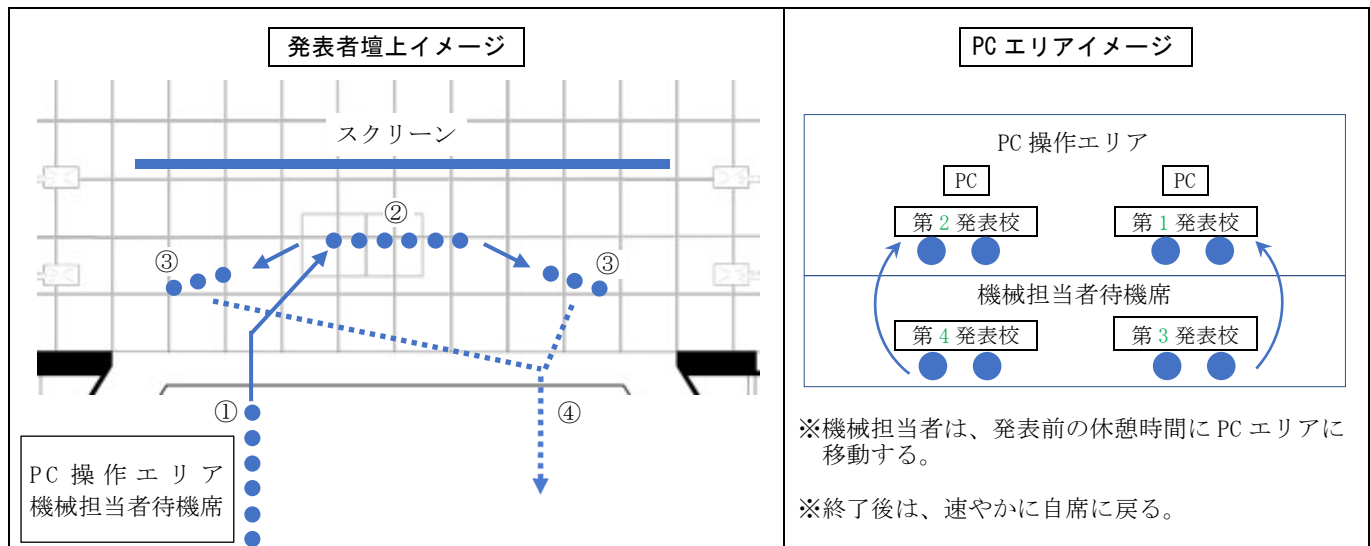 発表者壇上イメージ
スクリーン
②
③
③
①
④
PC 操作エリア
機械担当者待機席
PC エリアイメージ
PC 操作エリア
PC
PC
第 2 発表校
第 1 発表校
機械担当者待機席
第 4 発表校
第 3 発表校
※機械担当者は、発表前の休憩時間に PC エリアに
移動する。
※終了後は、速やかに自席に戻る。